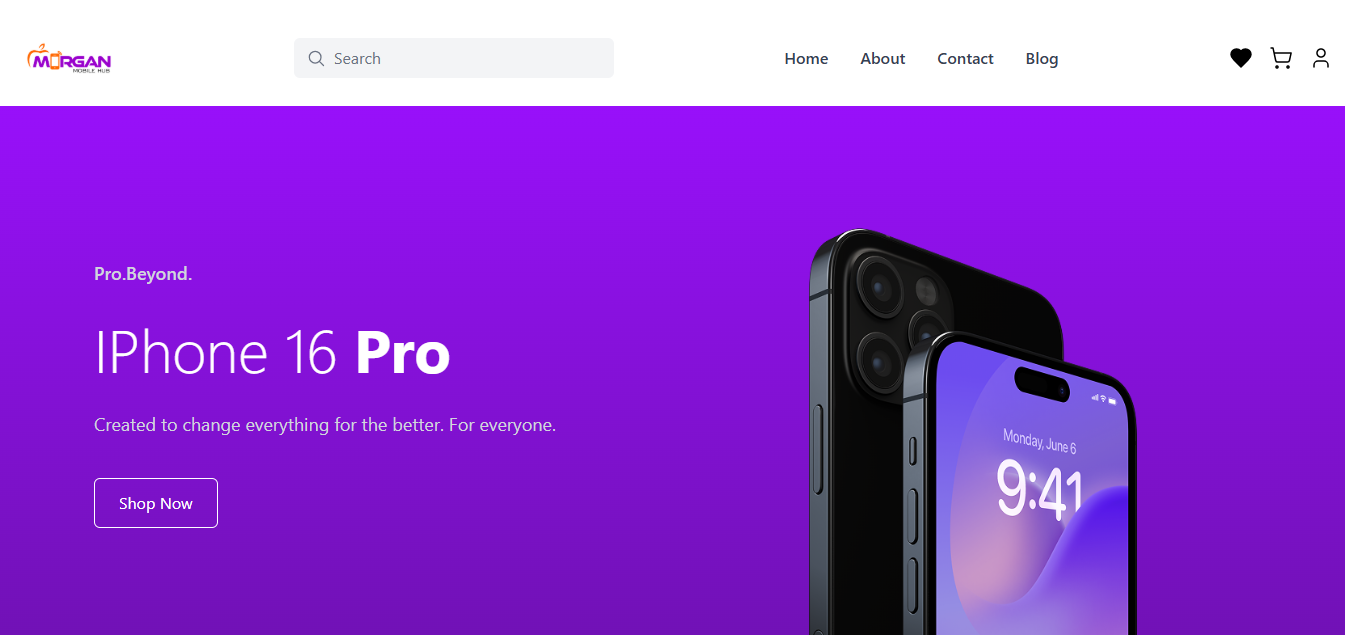 MORGAN
MOBILE HUB
Search
Home About Contact Blog
Pro.Beyond.
IPhone 16 Pro
Created to change everything for the better. For everyone.
Shop Now
Monday, June 6
9:41